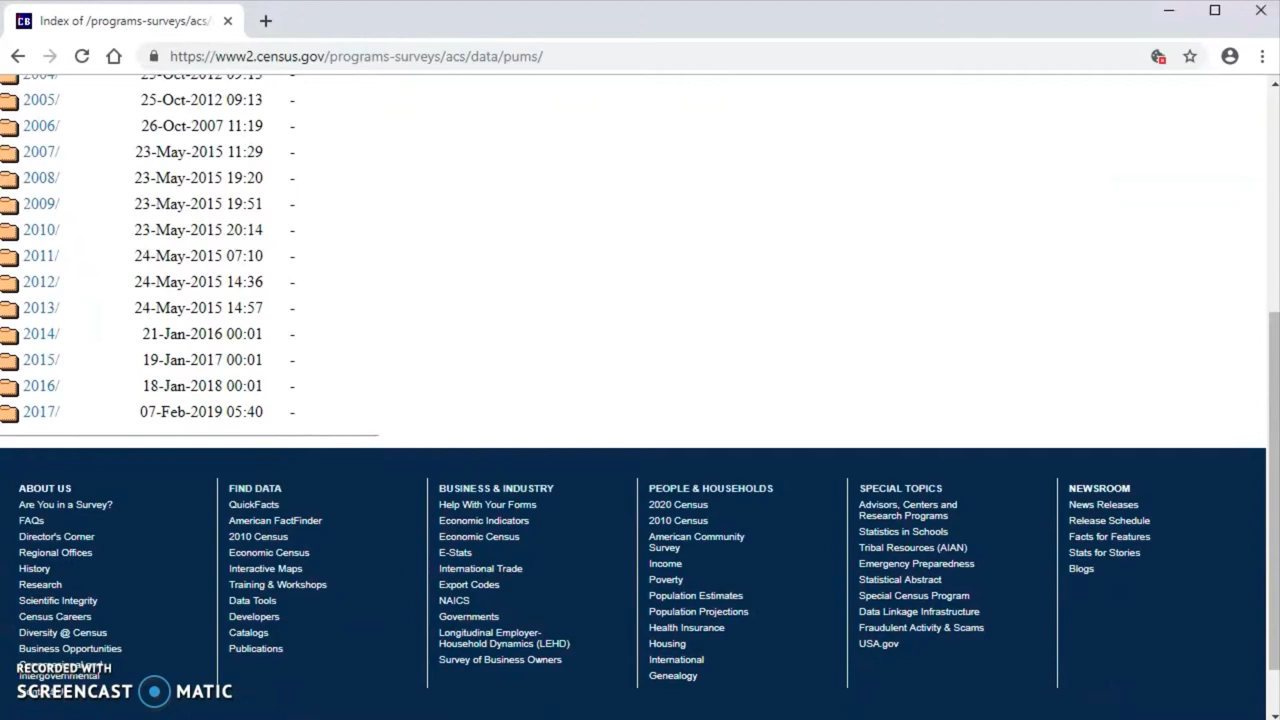 CB Index of /programs-surveys/acs/
https://www2.census.gov/programs-surveys/acs/data/pums/
2004/ 25-Oct-2012 09:13 -
2005/ 25-Oct-2012 09:13 -
2006/ 26-Oct-2007 11:19 -
2007/ 23-May-2015 11:29 -
2008/ 23-May-2015 19:20 -
2009/ 23-May-2015 19:51 -
2010/ 23-May-2015 20:14 -
2011/ 24-May-2015 07:10 -
2012/ 24-May-2015 14:36 -
2013/ 24-May-2015 14:57 -
2014/ 21-Jan-2016 00:01 -
2015/ 19-Jan-2017 00:01 -
2016/ 18-Jan-2018 00:01 -
2017/ 07-Feb-2019 05:40 -
ABOUT US
Are You in a Survey?
FAQs
Director's Corner
Regional Offices
History
Research
Scientific Integrity
Census Careers
Diversity @ Census
Business Opportunities
Intergovernmental
FIND DATA
QuickFacts
American FactFinder
2010 Census
Economic Census
Interactive Maps
Training & Workshops
Data Tools
Developers
Catalogs
Publications
BUSINESS & INDUSTRY
Help With Your Forms
Economic Indicators
Economic Census
E-Stats
International Trade
Export Codes
NAICS
Governments
Longitudinal Employer-
Household Dynamics (LEHD)
Survey of Business Owners
PEOPLE & HOUSEHOLDS
2020 Census
2010 Census
American Community
Survey
Income
Poverty
Population Estimates
Population Projections
Health Insurance
Housing
International
Genealogy
SPECIAL TOPICS
Advisors, Centers and
Research Programs
Statistics in Schools
Tribal Resources (AIAN)
Emergency Preparedness
Statistical Abstract
Special Census Program
Data Linkage Infrastructure
Fraudulent Activity & Scams
USA.gov
NEWSROOM
News Releases
Release Schedule
Facts for Features
Stats for Stories
Blogs
RECORDED WITH
SCREENCAST MATIC